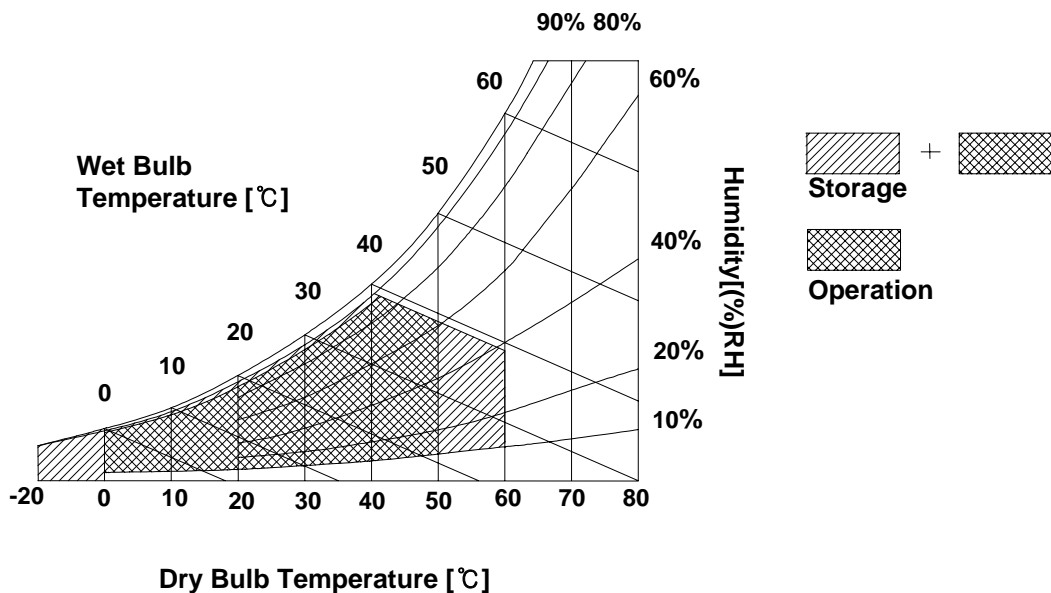 90% 80%
60
60%
Wet Bulb
Temperature [℃]
50
40
30
20
10
0
Humidity[(%)RH]
40%
20%
10%
-20 0 10 20 30 40 50 60 70 80
Dry Bulb Temperature [℃]
+
Storage
Operation